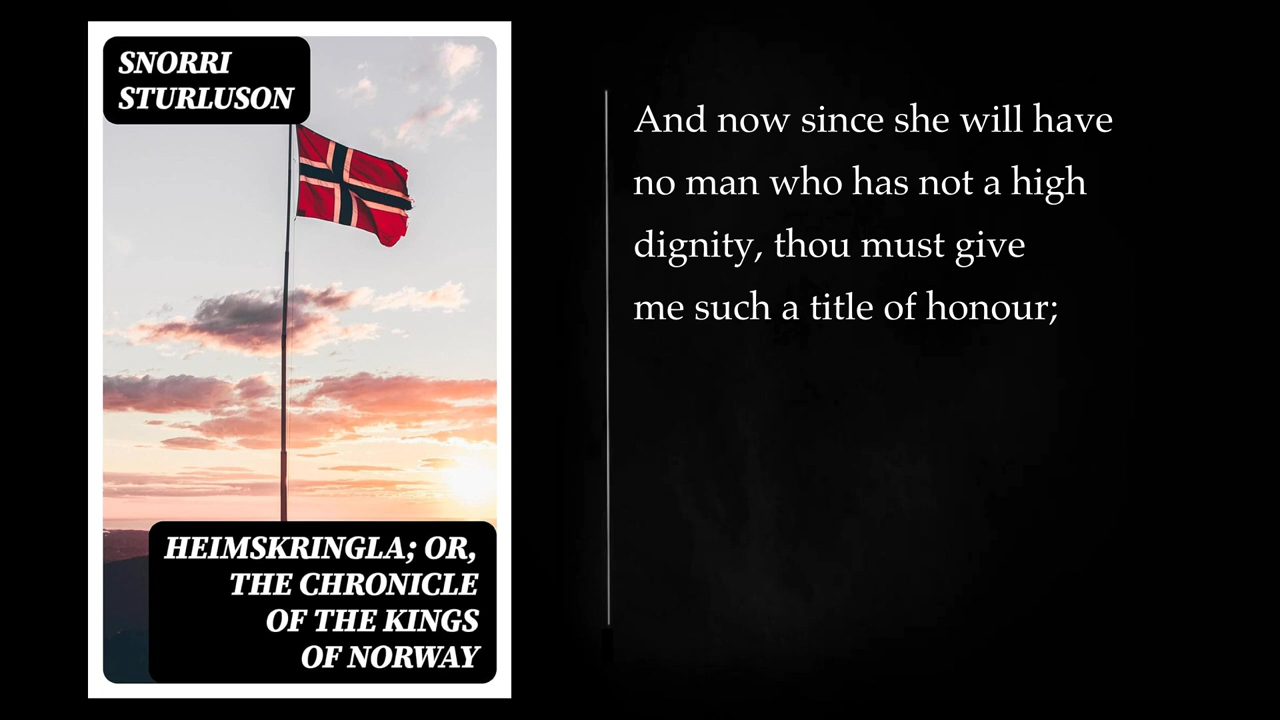 SNORRI
STURLUSON
HEIMSKRINGLA; OR,
THE CHRONICLE
OF THE KINGS
OF NORWAY
And now since she will have
no man who has not a high
dignity, thou must give
me such a title of honour;